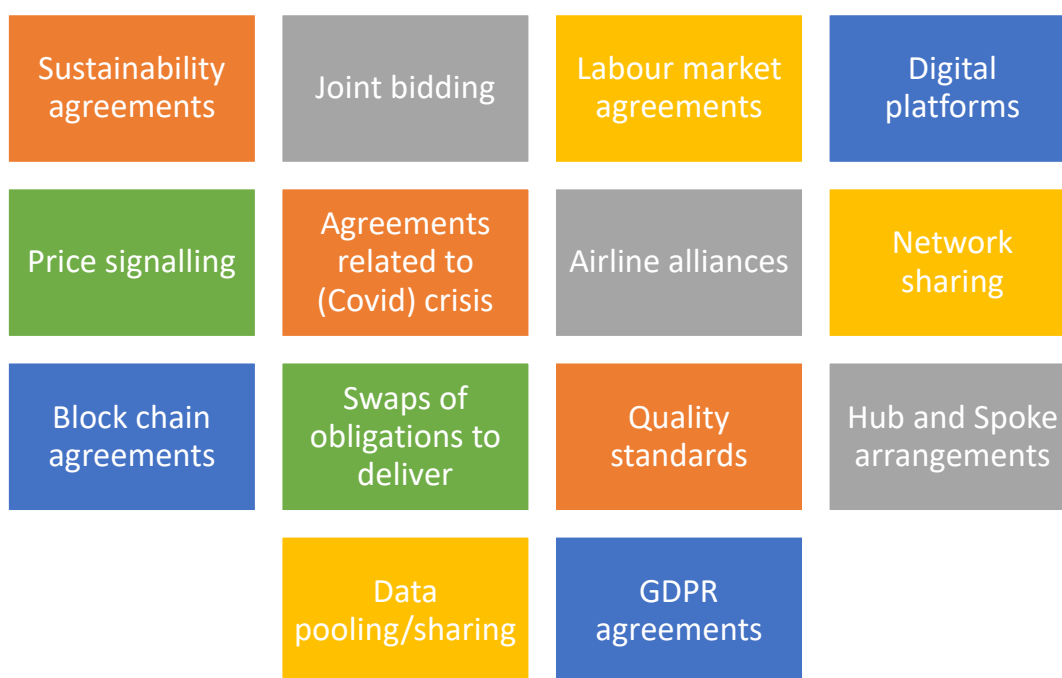 Sustainability
agreements
Joint bidding
Labour market
agreements
Digital
platforms
Price signalling
Agreements
related to
(Covid) crisis
Airline alliances
Network
sharing
Block chain
agreements
Swaps of
obligations to
deliver
Quality
standards
Hub and Spoke
arrangements
Data
pooling/sharing
GDPR
agreements